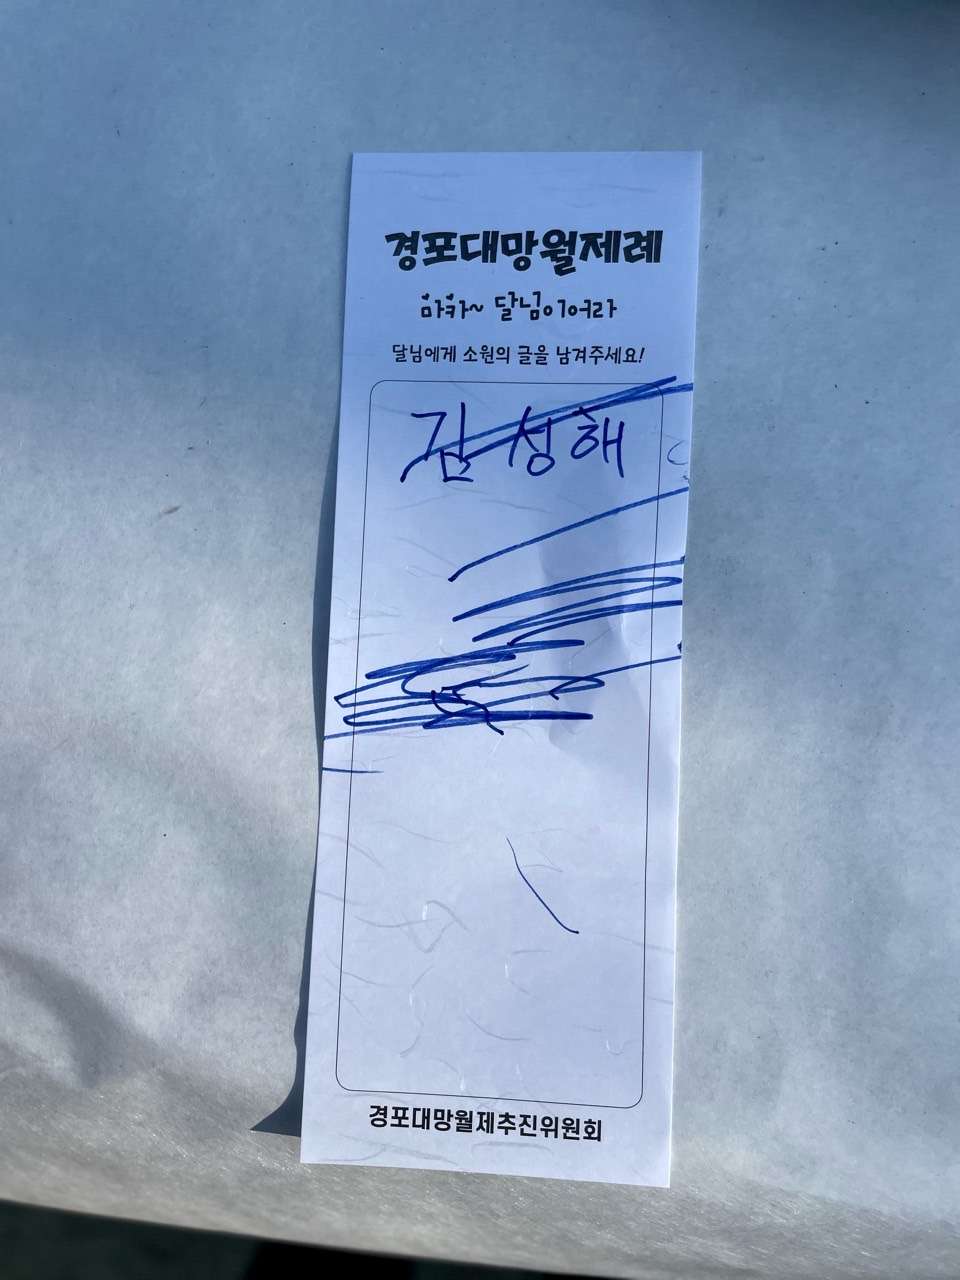 경포대망월제례
마카~ 달님이어라
달님에게 소원의 글을 남겨주세요!
김성해
경포대망월제추진위원회